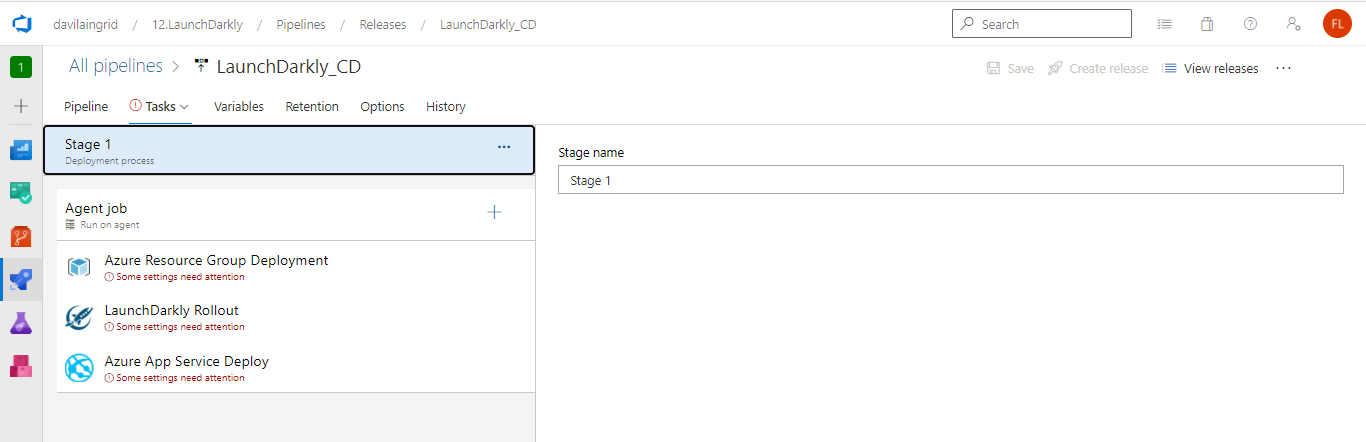 davilaingrid / 12.LaunchDarkly / Pipelines / Releases / LaunchDarkly_CD
Search
FL
1
All pipelines > LaunchDarkly_CD
Save
Create release
View releases
...
Pipeline
Tasks
Variables
Retention
Options
History
Stage 1
Deployment process
...
Stage name
Stage 1
Agent job
Run on agent
Azure Resource Group Deployment
Some settings need attention
LaunchDarkly Rollout
Some settings need attention
Azure App Service Deploy
Some settings need attention